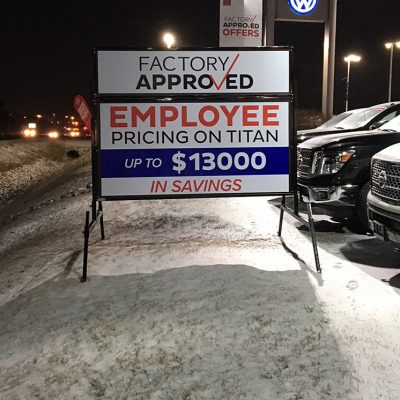 FACTORY
APPROVED
OFFERS
FACTORY
APPROVED
EMPLOYEE
PRICING ON TITAN
UP TO $13000
IN SAVINGS